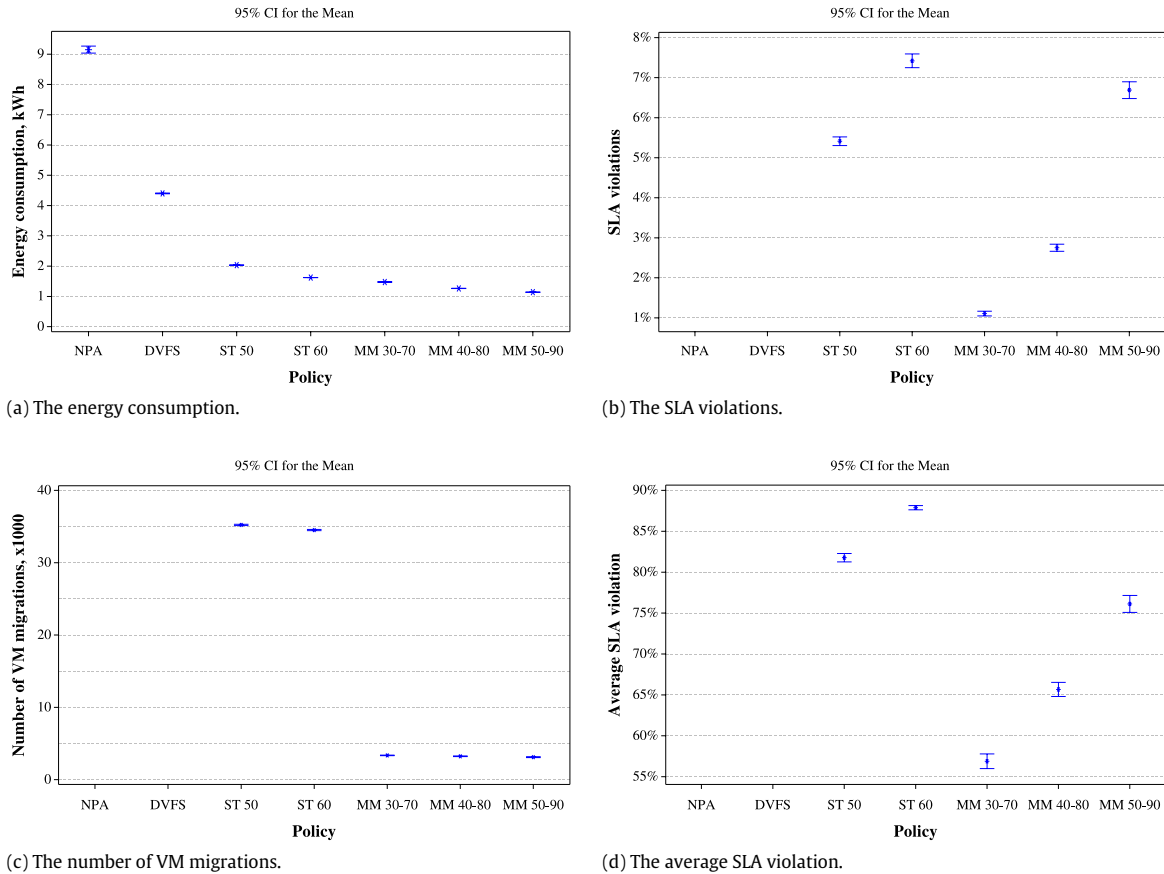 95% CI for the Mean
Energy consumption, kWh
9
8
7
6
5
4
3
2
1
0
NPA DVFS ST 50 ST 60 MM 30-70 MM 40-80 MM 50-90
Policy
(a) The energy consumption.
95% CI for the Mean
SLA violations
8%
7%
6%
5%
4%
3%
2%
1%
NPA DVFS ST 50 ST 60 MM 30-70 MM 40-80 MM 50-90
Policy
(b) The SLA violations.
95% CI for the Mean
Number of VM migrations, x1000
40
30
20
10
0
NPA DVFS ST 50 ST 60 MM 30-70 MM 40-80 MM 50-90
Policy
(c) The number of VM migrations.
95% CI for the Mean
Average SLA violation
90%
85%
80%
75%
70%
65%
60%
55%
NPA DVFS ST 50 ST 60 MM 30-70 MM 40-80 MM 50-90
Policy
(d) The average SLA violation.